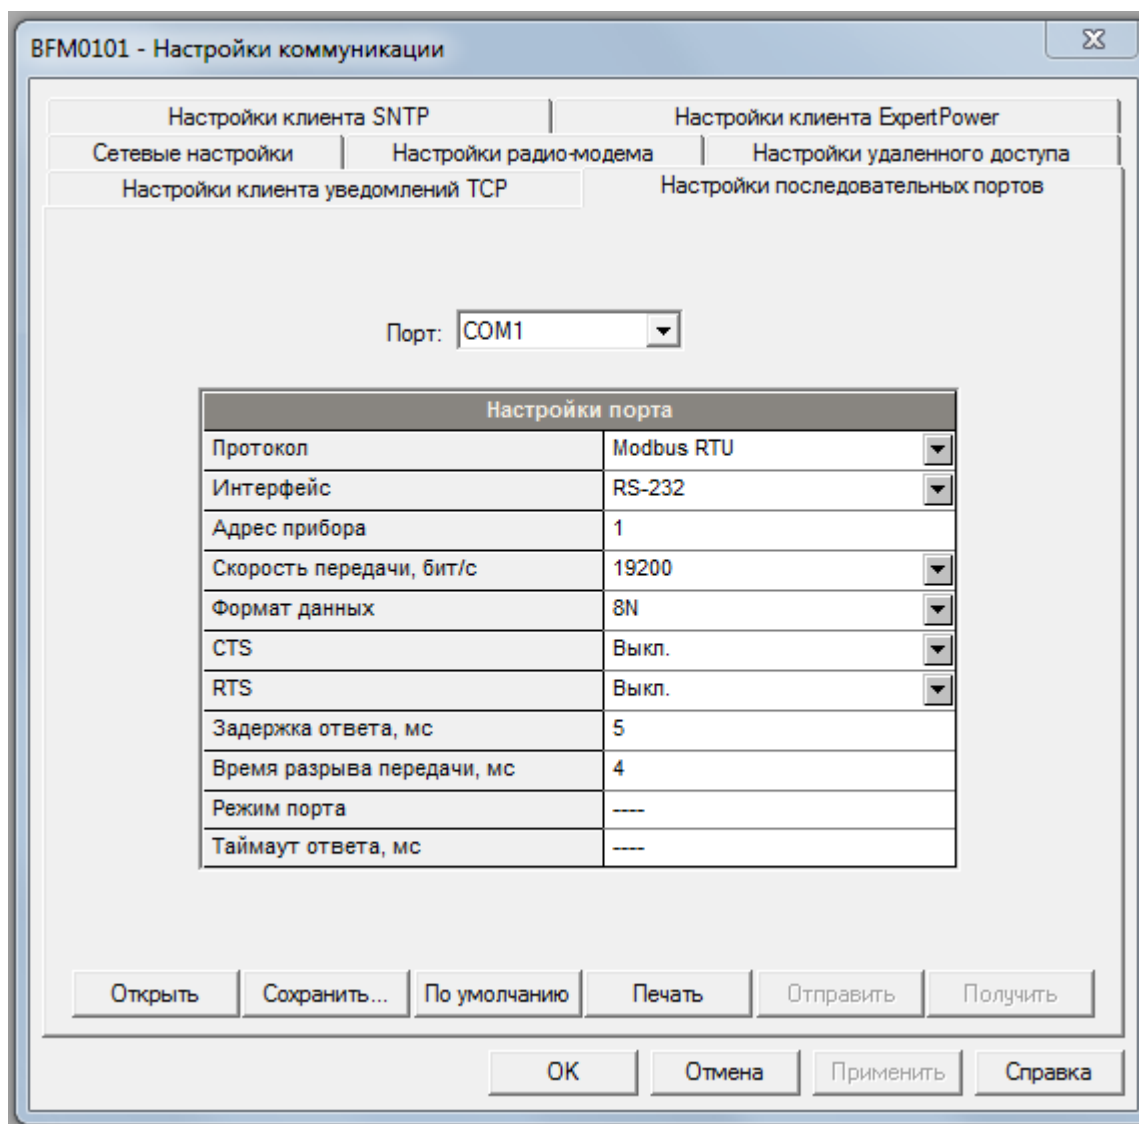 BFM0101 - Настройки коммуникации
Настройки клиента SNTP
Настройки клиента ExpertPower
Сетевые настройки
Настройки радио-модема
Настройки удаленного доступа
Настройки клиента уведомлений TCP
Настройки последовательных портов
Порт: COM1
Настройки порта
Протокол Modbus RTU
Интерфейс RS-232
Адрес прибора 1
Скорость передачи, бит/с 19200
Формат данных 8N
CTS Выкл.
RTS Выкл.
Задержка ответа, мс 5
Время разрыва передачи, мс 4
Режим порта ----
Таймаут ответа, мс ----
Открыть Сохранить... По умолчанию Печать Отправить Получить
OK Отмена Применить Справка